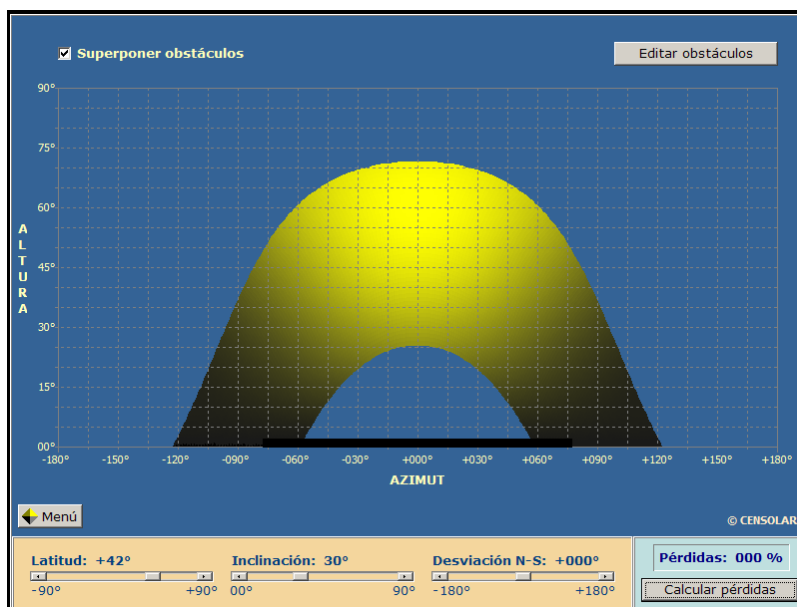 Superponer obstáculos
Editar obstáculos
90°
75°
60°
45°
30°
15°
00°
ALTURA
-180° -150° -120° -090° -060° -030° +000° +030° +060° +090° +120° +150° +180°
AZIMUT
Menú
© CENSOLAR
Latitud: +42° Inclinación: 30° Desviación N-S: +000°
-90° +90° 00° 90° -180° +180°
Pérdidas: 000 %
Calcular pérdidas